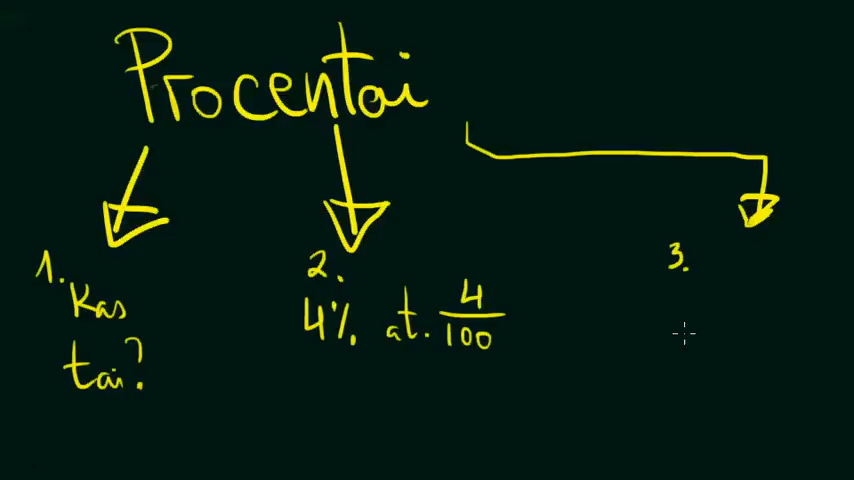 Procentai
1.
Kas
tai?
2.
4% at. 4/100
3.